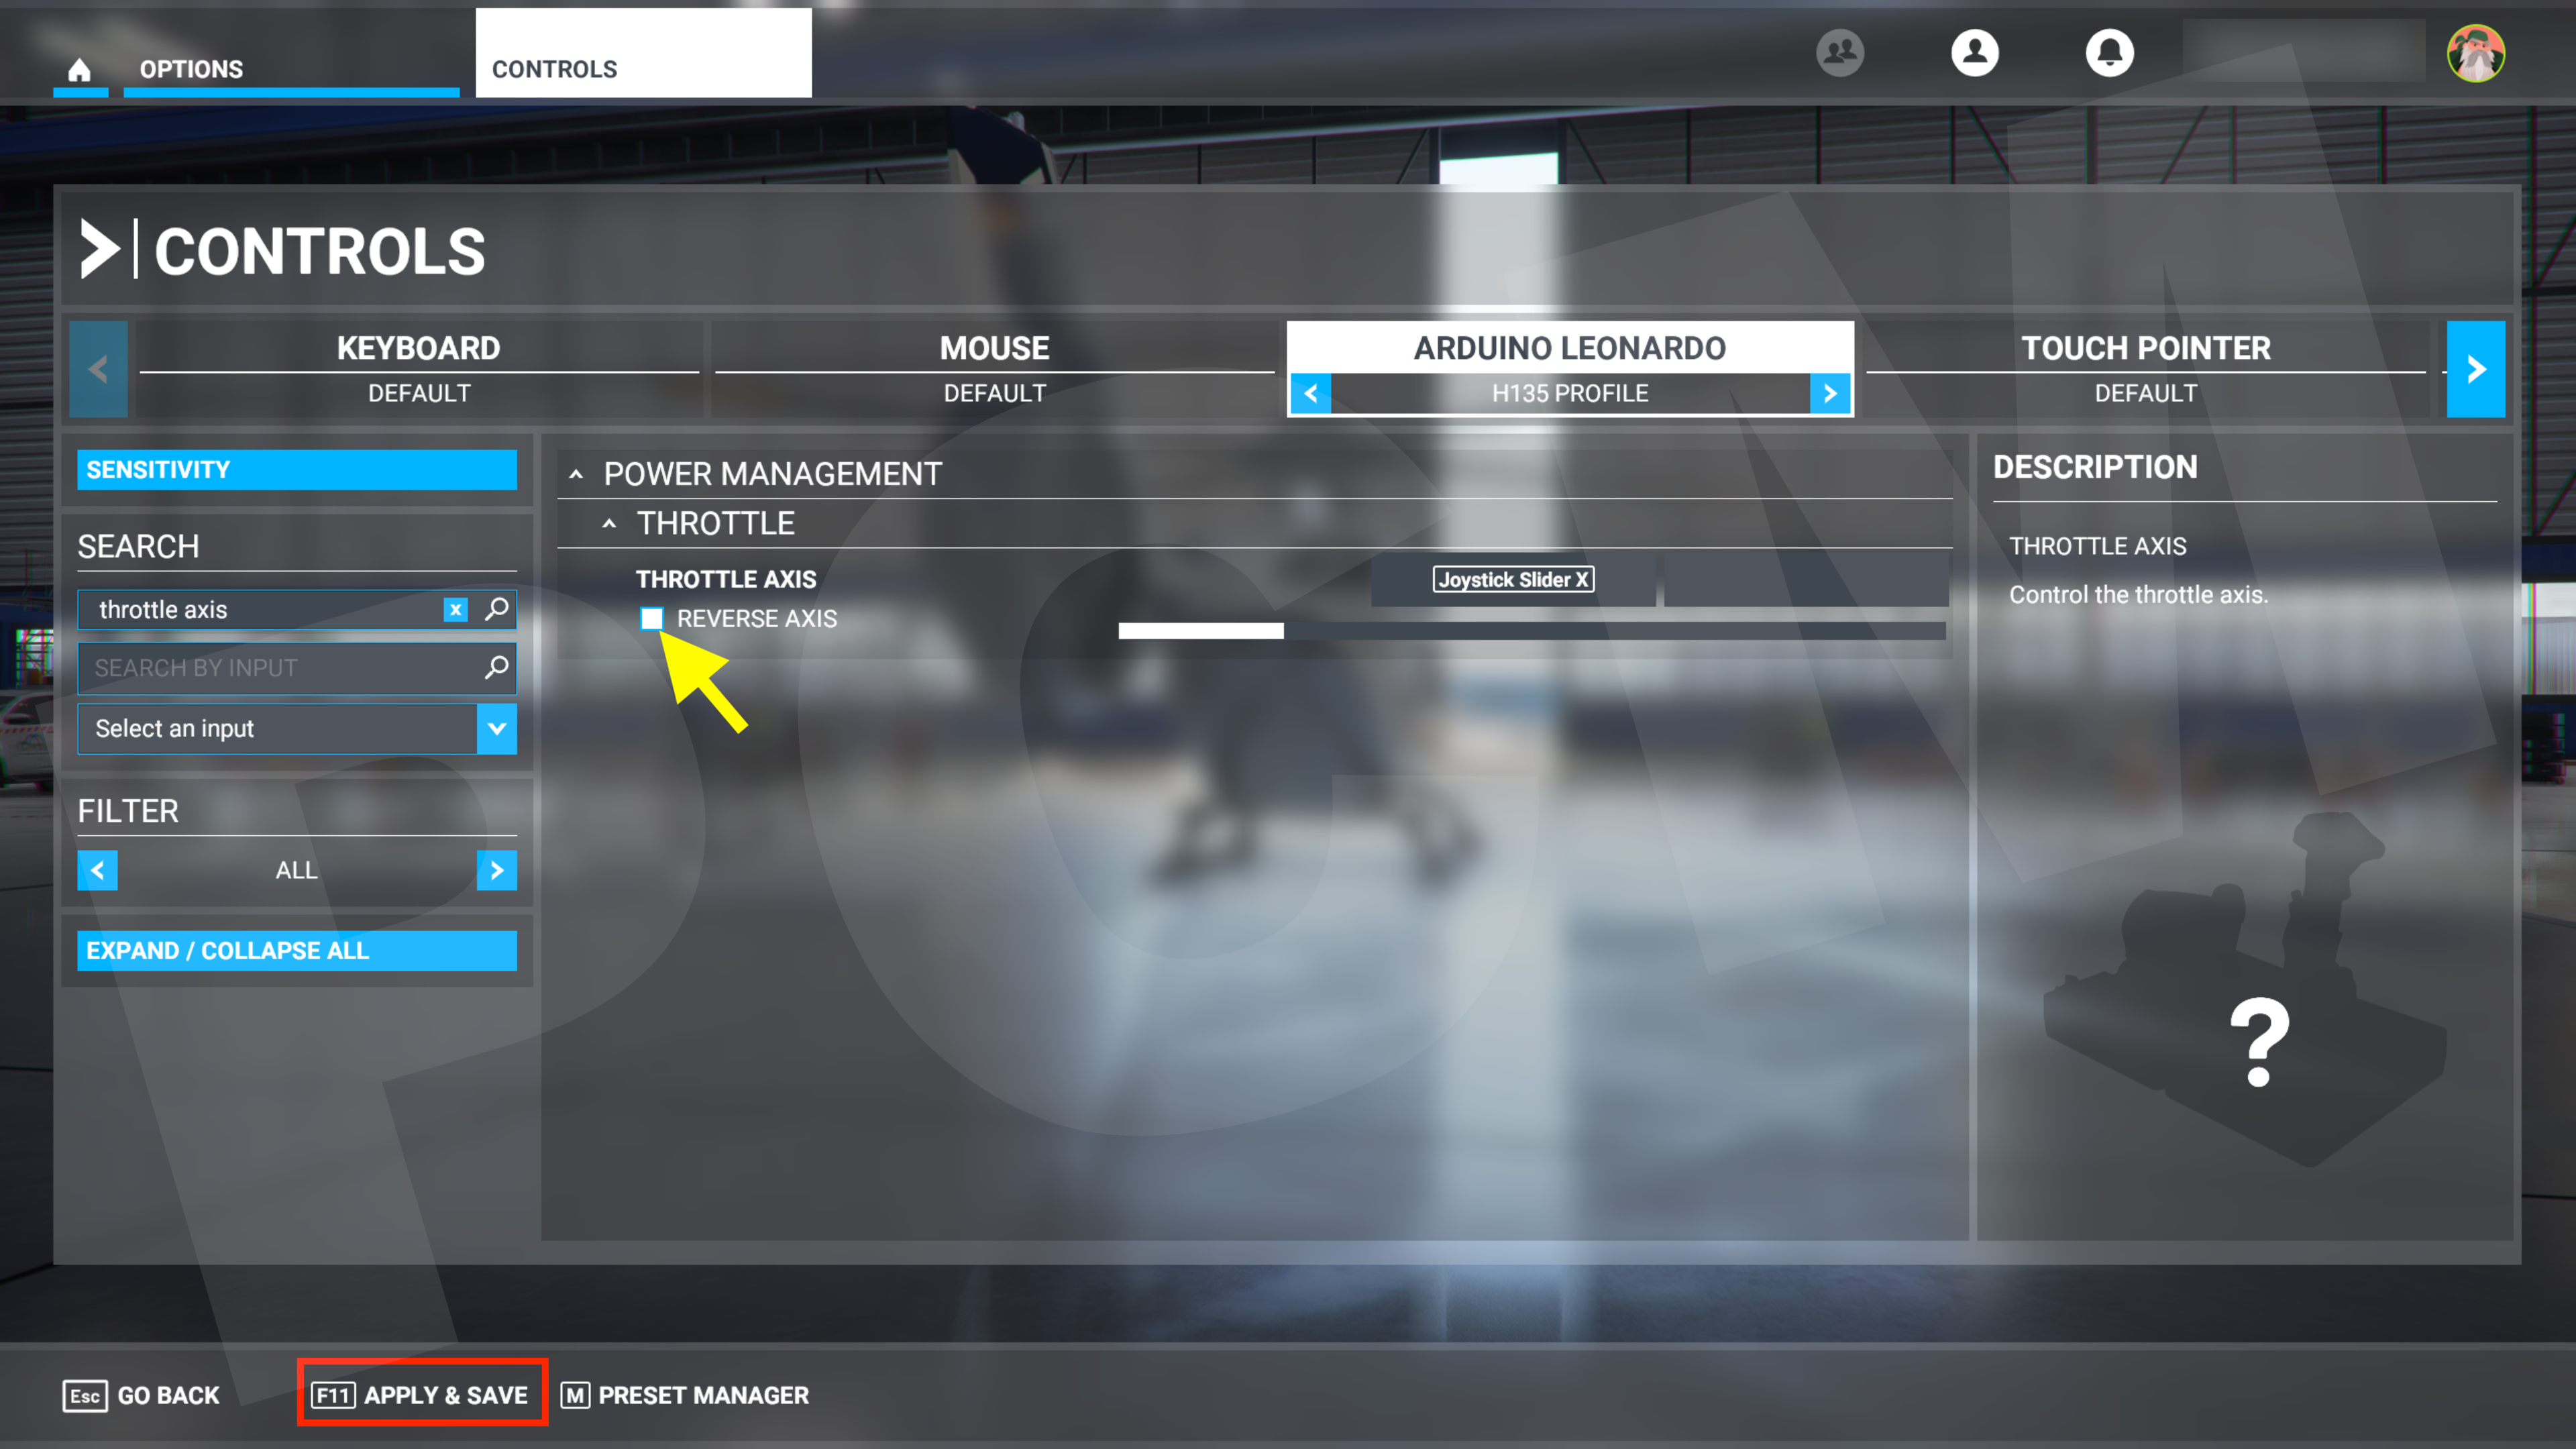 OPTIONS
CONTROLS
CONTROLS
KEYBOARD
DEFAULT
MOUSE
DEFAULT
ARDUINO LEONARDO
H135 PROFILE
TOUCH POINTER
DEFAULT
SENSITIVITY
SEARCH
throttle axis
x
SEARCH BY INPUT
Select an input
FILTER
ALL
EXPAND / COLLAPSE ALL
POWER MANAGEMENT
THROTTLE
THROTTLE AXIS
Joystick Slider X
REVERSE AXIS
DESCRIPTION
THROTTLE AXIS
Control the throttle axis.
?
PGNM
Esc GO BACK
F11 APPLY & SAVE
M PRESET MANAGER